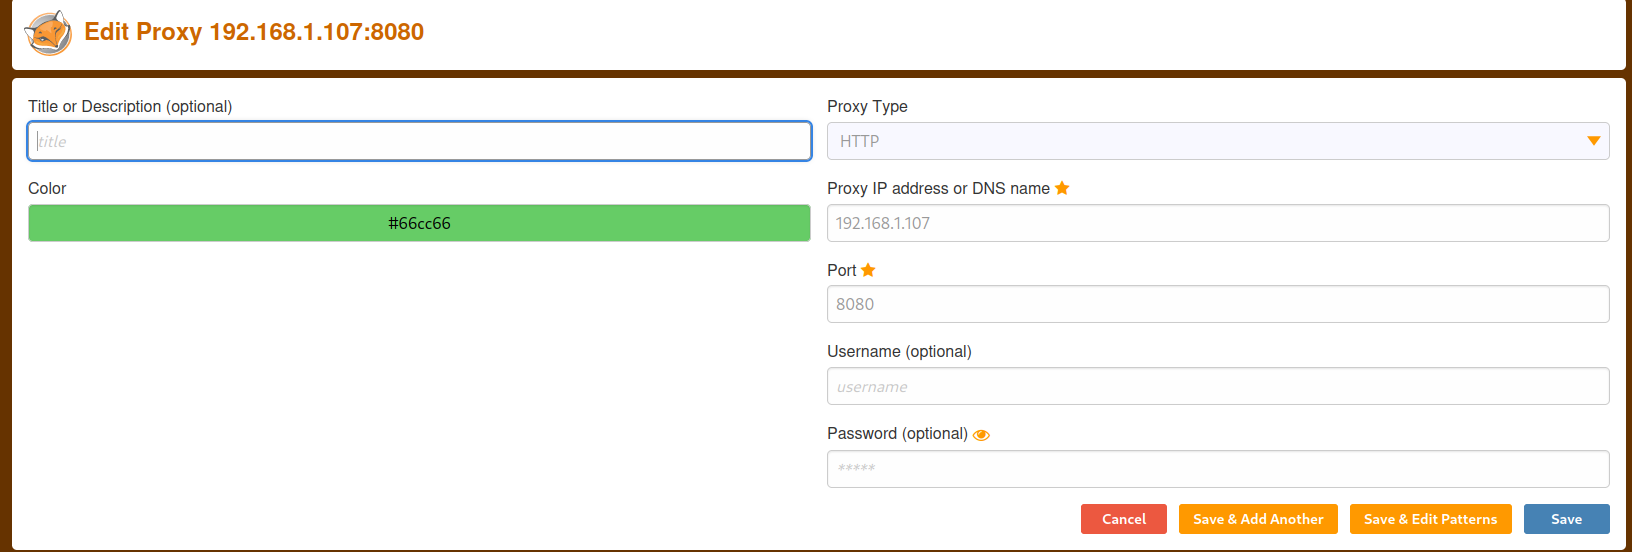 Edit Proxy 192.168.1.107:8080
Title or Description (optional)
title
Color
#66cc66
Proxy Type
HTTP
Proxy IP address or DNS name
192.168.1.107
Port
8080
Username (optional)
username
Password (optional)
*****
Cancel
Save & Add Another
Save & Edit Patterns
Save